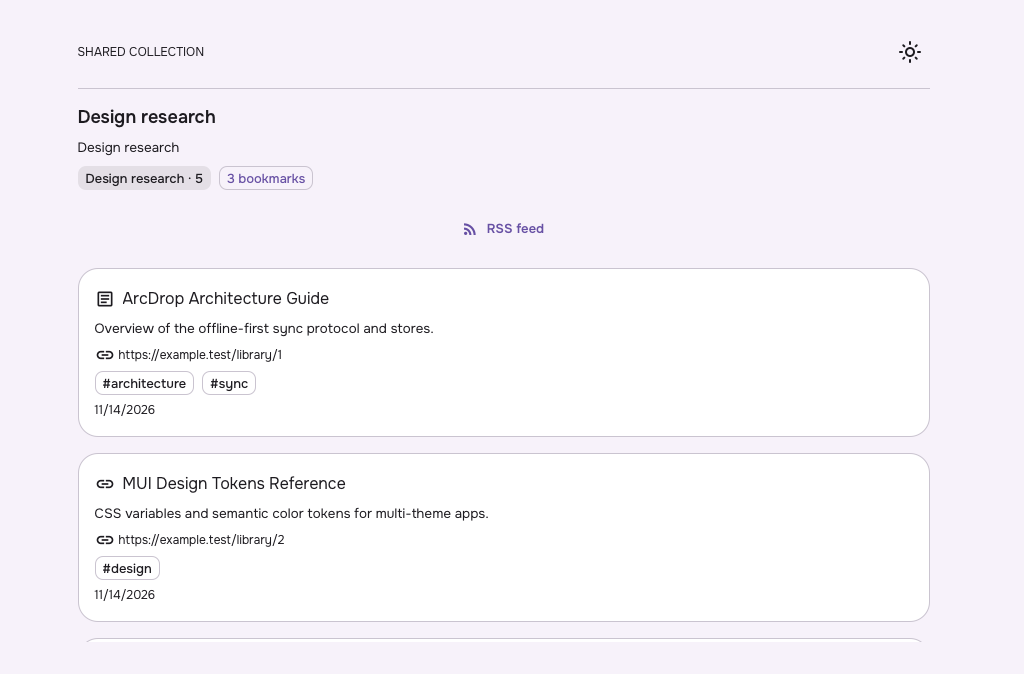 SHARED COLLECTION
Design research
Design research
Design research · 5
3 bookmarks
RSS feed
ArcDrop Architecture Guide
Overview of the offline-first sync protocol and stores.
https://example.test/library/1
#architecture #sync
11/14/2026
MUI Design Tokens Reference
CSS variables and semantic color tokens for multi-theme apps.
https://example.test/library/2
#design
11/14/2026